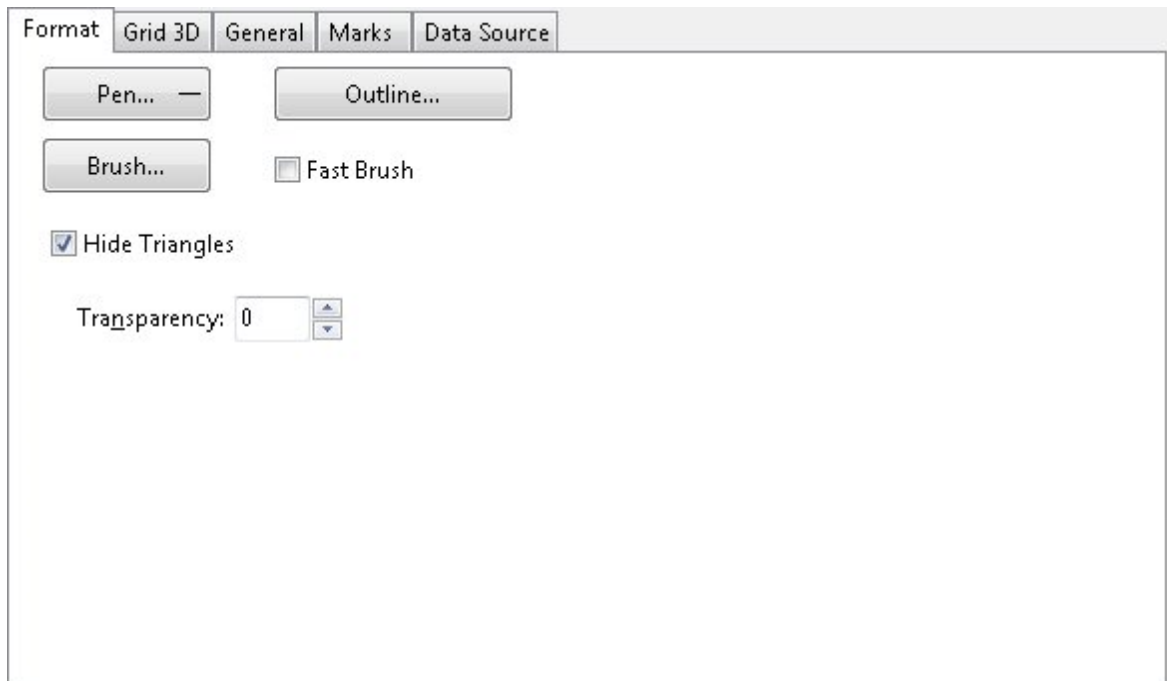 Format Grid 3D General Marks Data Source
Pen... Outline...
Brush... Fast Brush
Hide Triangles
Transparency: 0